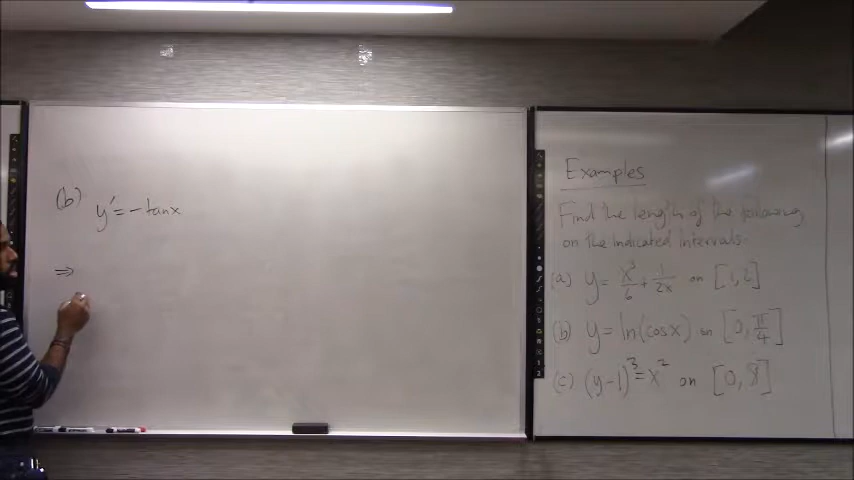 (b) y' = -tanx
⇒
Examples
Find the length of the following
on the indicated intervals.
(a) y = x³/6 + 1/2x on [1, 2]
(b) y = ln(cosx) on [0, π/4]
(c) (y-1)³ = x² on [0, 8]